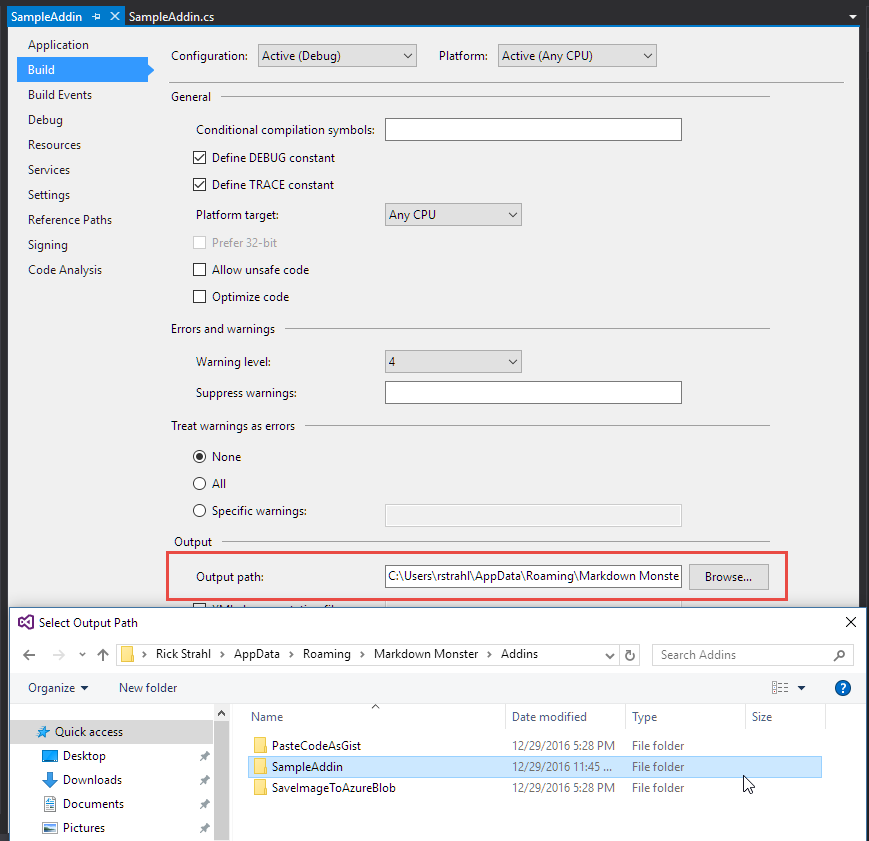 SampleAddin SampleAddin.cs
Application
Build
Build Events
Debug
Resources
Services
Settings
Reference Paths
Signing
Code Analysis
Configuration: Active (Debug) Platform: Active (Any CPU)
General
Conditional compilation symbols:
Define DEBUG constant
Define TRACE constant
Platform target: Any CPU
Prefer 32-bit
Allow unsafe code
Optimize code
Errors and warnings
Warning level: 4
Suppress warnings:
Treat warnings as errors
None
All
Specific warnings:
Output
Output path: C:\Users\rstrahl\AppData\Roaming\Markdown Monste Browse...
Select Output Path
Rick Strahl > AppData > Roaming > Markdown Monster > Addins Search Addins
Organize New folder
Name Date modified Type Size
Quick access
Desktop
Downloads
Documents
Pictures
PasteCodeAsGist 12/29/2016 5:28 PM File folder
SampleAddin 12/29/2016 11:45 ... File folder
SaveImageToAzureBlob 12/29/2016 5:28 PM File folder